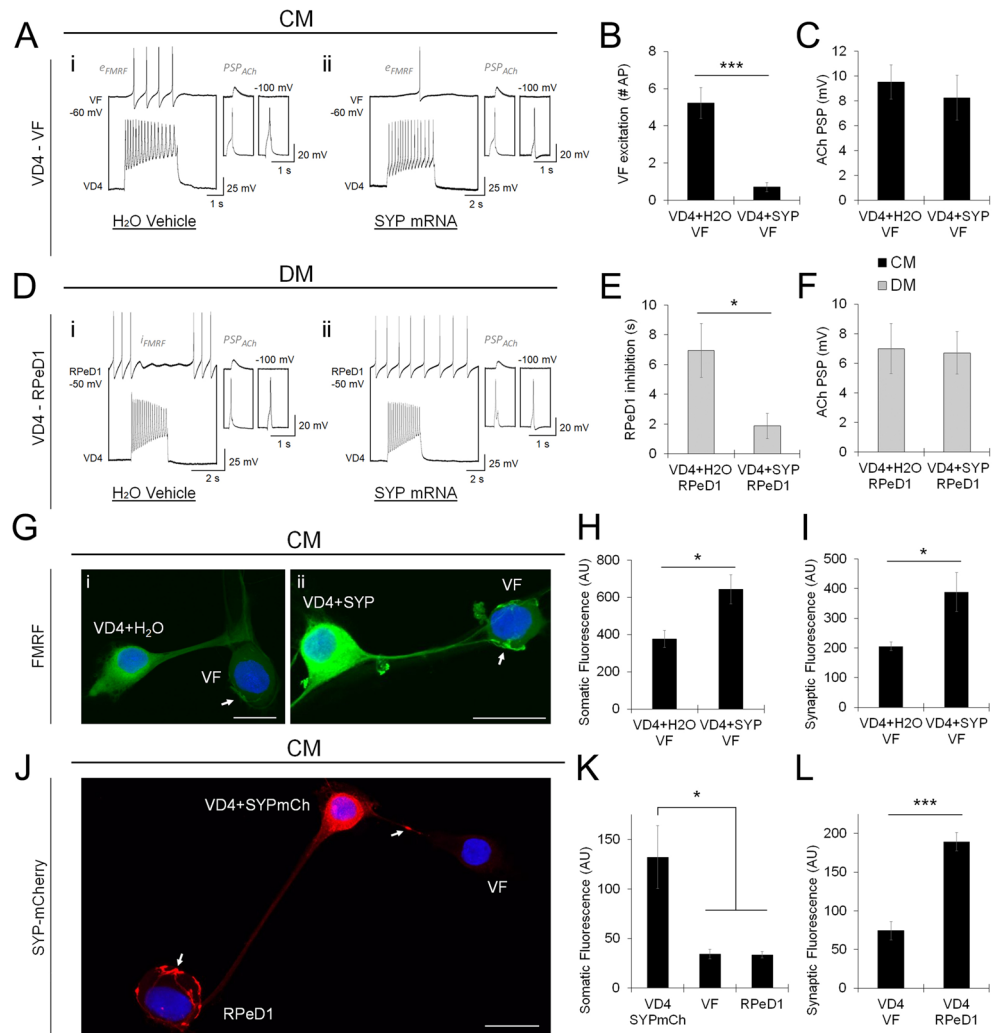 A
CM
i
eFMRF
PSPACh
VF
-60 mV
-100 mV
20 mV
1 s
VD4
25 mV
1 s
H₂O Vehicle
ii
eFMRF
PSPACh
VF
-60 mV
-100 mV
20 mV
1 s
VD4
25 mV
2 s
SYP mRNA
VD4 - VF
B
VF excitation (# AP)
8
6
4
2
0
***
VD4+H2O VD4+SYP
VF VF
C
ACh PSP (mV)
12
10
8
6
4
2
0
VD4+H2O VD4+SYP
VF VF
CM
DM
D
DM
i
iFMRF
PSPACh
RPeD1
-50 mV
-100 mV
20 mV
1 s
VD4
25 mV
2 s
H₂O Vehicle
ii
PSPACh
RPeD1
-50 mV
-100 mV
20 mV
1 s
VD4
25 mV
2 s
SYP mRNA
VD4 - RPeD1
E
RPeD1 inhibition (s)
10
8
6
4
2
0
*
VD4+H2O VD4+SYP
RPeD1 RPeD1
F
ACh PSP (mV)
10
8
6
4
2
0
VD4+H2O VD4+SYP
RPeD1 RPeD1
G
CM
FMRF
i
VD4+H₂O
VF
ii
VD4+SYP
VF
H
Somatic Fluorescence (AU)
800
600
400
200
0
*
VD4+H2O VD4+SYP
VF VF
I
Synaptic Fluorescence (AU)
500
400
300
200
100
0
*
VD4+H2O VD4+SYP
VF VF
J
CM
SYP-mCherry
VD4+SYPmCh
VF
RPeD1
K
Somatic Fluorescence (AU)
150
100
50
0
*
VD4 VF RPeD1
SYPmCh
L
Synaptic Fluorescence (AU)
200
150
100
50
0
***
VD4 VD4
VF RPeD1